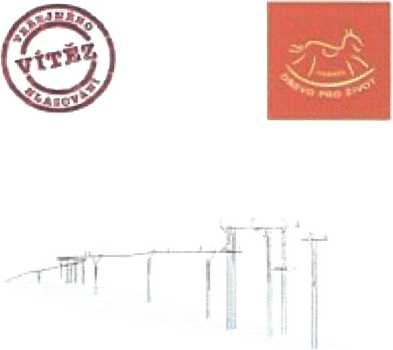 VEŘEJNÉHO
VÍTĚZ
HLASOVÁNÍ
DŘEVO PRO ŽIVOT